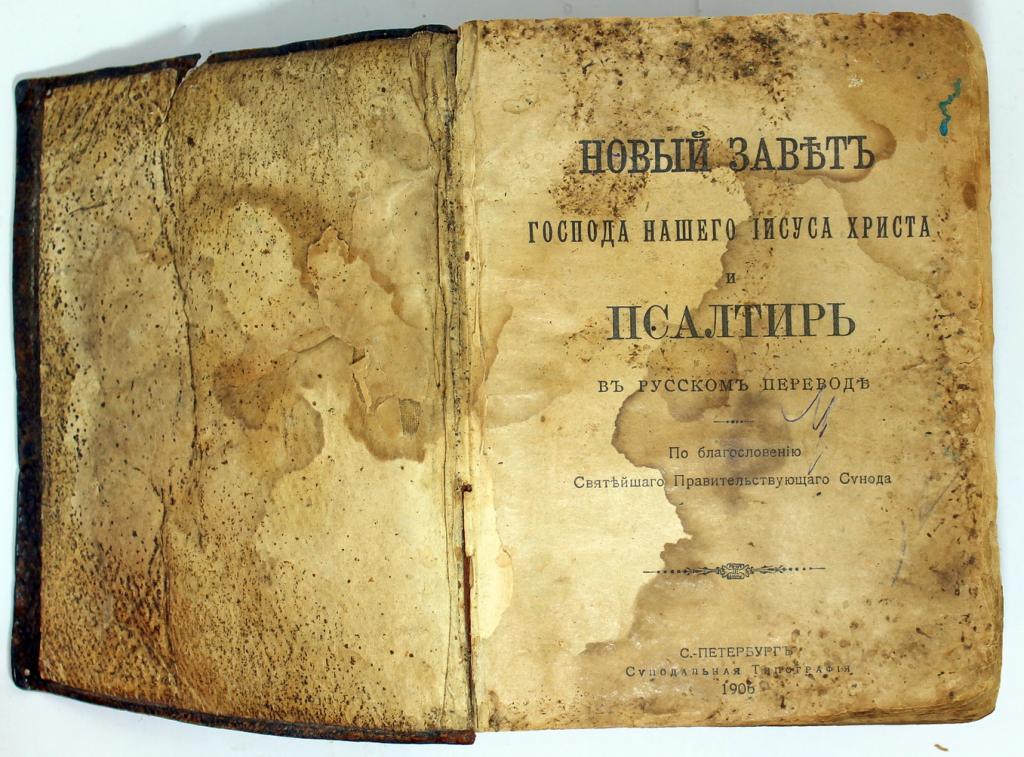 НОВЫЙ ЗАВѢТЪ
ГОСПОДА НАШЕГО ІИСУСА ХРИСТА
И
ПСАЛТИРЬ
ВЪ РУССКОМЪ ПЕРЕВОДѢ
По благословенію
Святѣйшаго Правительствующаго Сѵнода
С.-ПЕТЕРБУРГЪ
Сѵнодальная Типографія
1906